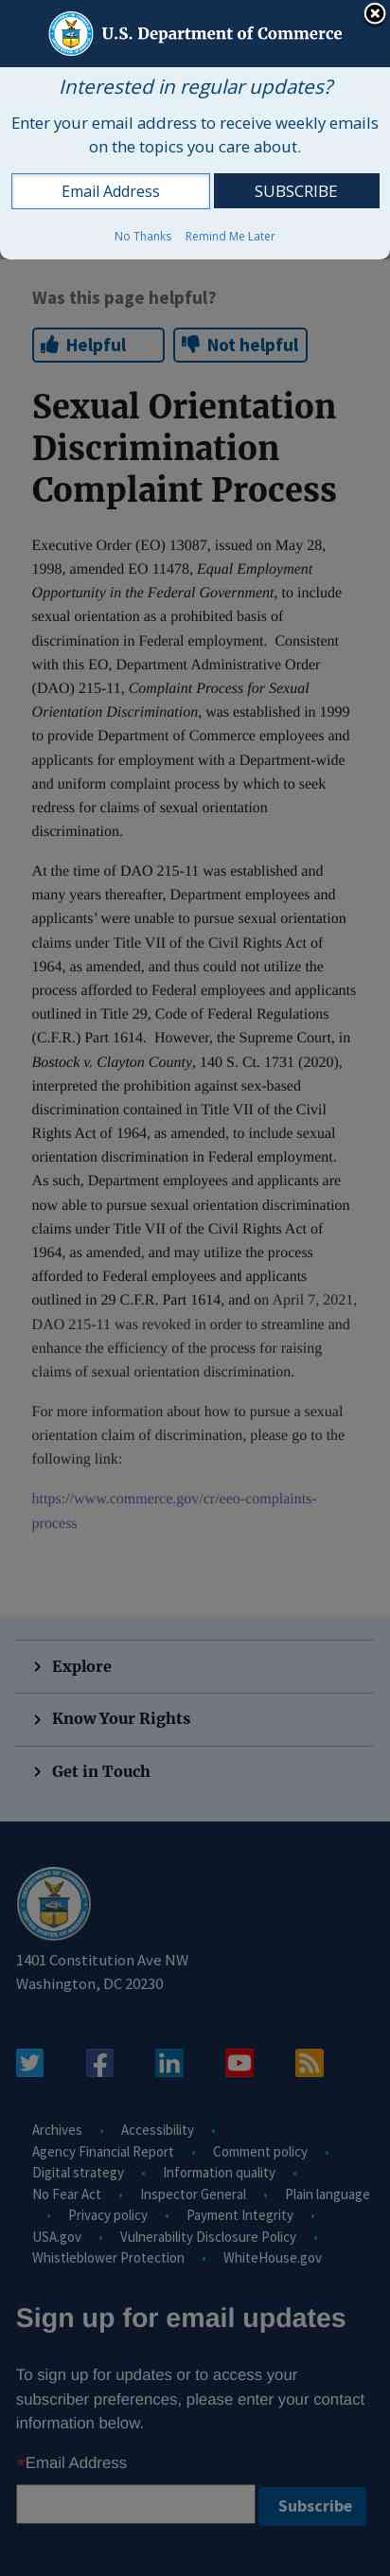 U.S. Department of Commerce
Interested in regular updates?
Enter your email address to receive weekly emails
on the topics you care about.
Email Address
SUBSCRIBE
No Thanks
Remind Me Later
Was this page helpful?
Helpful
Not helpful
Sexual Orientation
Discrimination
Complaint Process
Executive Order (EO) 13087, issued on May 28,
1998, amended EO 11478, Equal Employment
Opportunity in the Federal Government, to include
sexual orientation as a prohibited basis of
discrimination in Federal employment.  Consistent
with this EO, Department Administrative Order
(DAO) 215-11, Complaint Process for Sexual
Orientation Discrimination, was established in 1999
to provide Department of Commerce employees and
applicants for employment with a Department-wide
and uniform complaint process by which to seek
redress for claims of sexual orientation
discrimination.
At the time of DAO 215-11 was established and
many years thereafter, Department employees and
applicants’ were unable to pursue sexual orientation
claims under Title VII of the Civil Rights Act of
1964, as amended, and thus could not utilize the
process afforded to Federal employees and applicants
outlined in Title 29, Code of Federal Regulations
(C.F.R.) Part 1614.  However, the Supreme Court, in
Bostock v. Clayton County, 140 S. Ct. 1731 (2020),
interpreted the prohibition against sex-based
discrimination contained in Title VII of the Civil
Rights Act of 1964, as amended, to include sexual
orientation discrimination in Federal employment.
As such, Department employees and applicants are
now able to pursue sexual orientation discrimination
claims under Title VII of the Civil Rights Act of
1964, as amended, and may utilize the process
afforded to Federal employees and applicants
outlined in 29 C.F.R. Part 1614, and on April 7, 2021,
DAO 215-11 was revoked in order to streamline and
enhance the efficiency of the process for raising
claims of sexual orientation discrimination.
For more information about how to pursue a sexual
orientation claim of discrimination, please go to the
following link:
https://www.commerce.gov/cr/eeo-complaints-
process
Explore
Know Your Rights
Get in Touch
1401 Constitution Ave NW
Washington, DC 20230
Archives • Accessibility •
Agency Financial Report • Comment policy •
Digital strategy • Information quality •
No Fear Act • Inspector General • Plain language
• Privacy policy • Payment Integrity •
USA.gov • Vulnerability Disclosure Policy •
Whistleblower Protection • WhiteHouse.gov
Sign up for email updates
To sign up for updates or to access your
subscriber preferences, please enter your contact
information below.
*Email Address
Subscribe